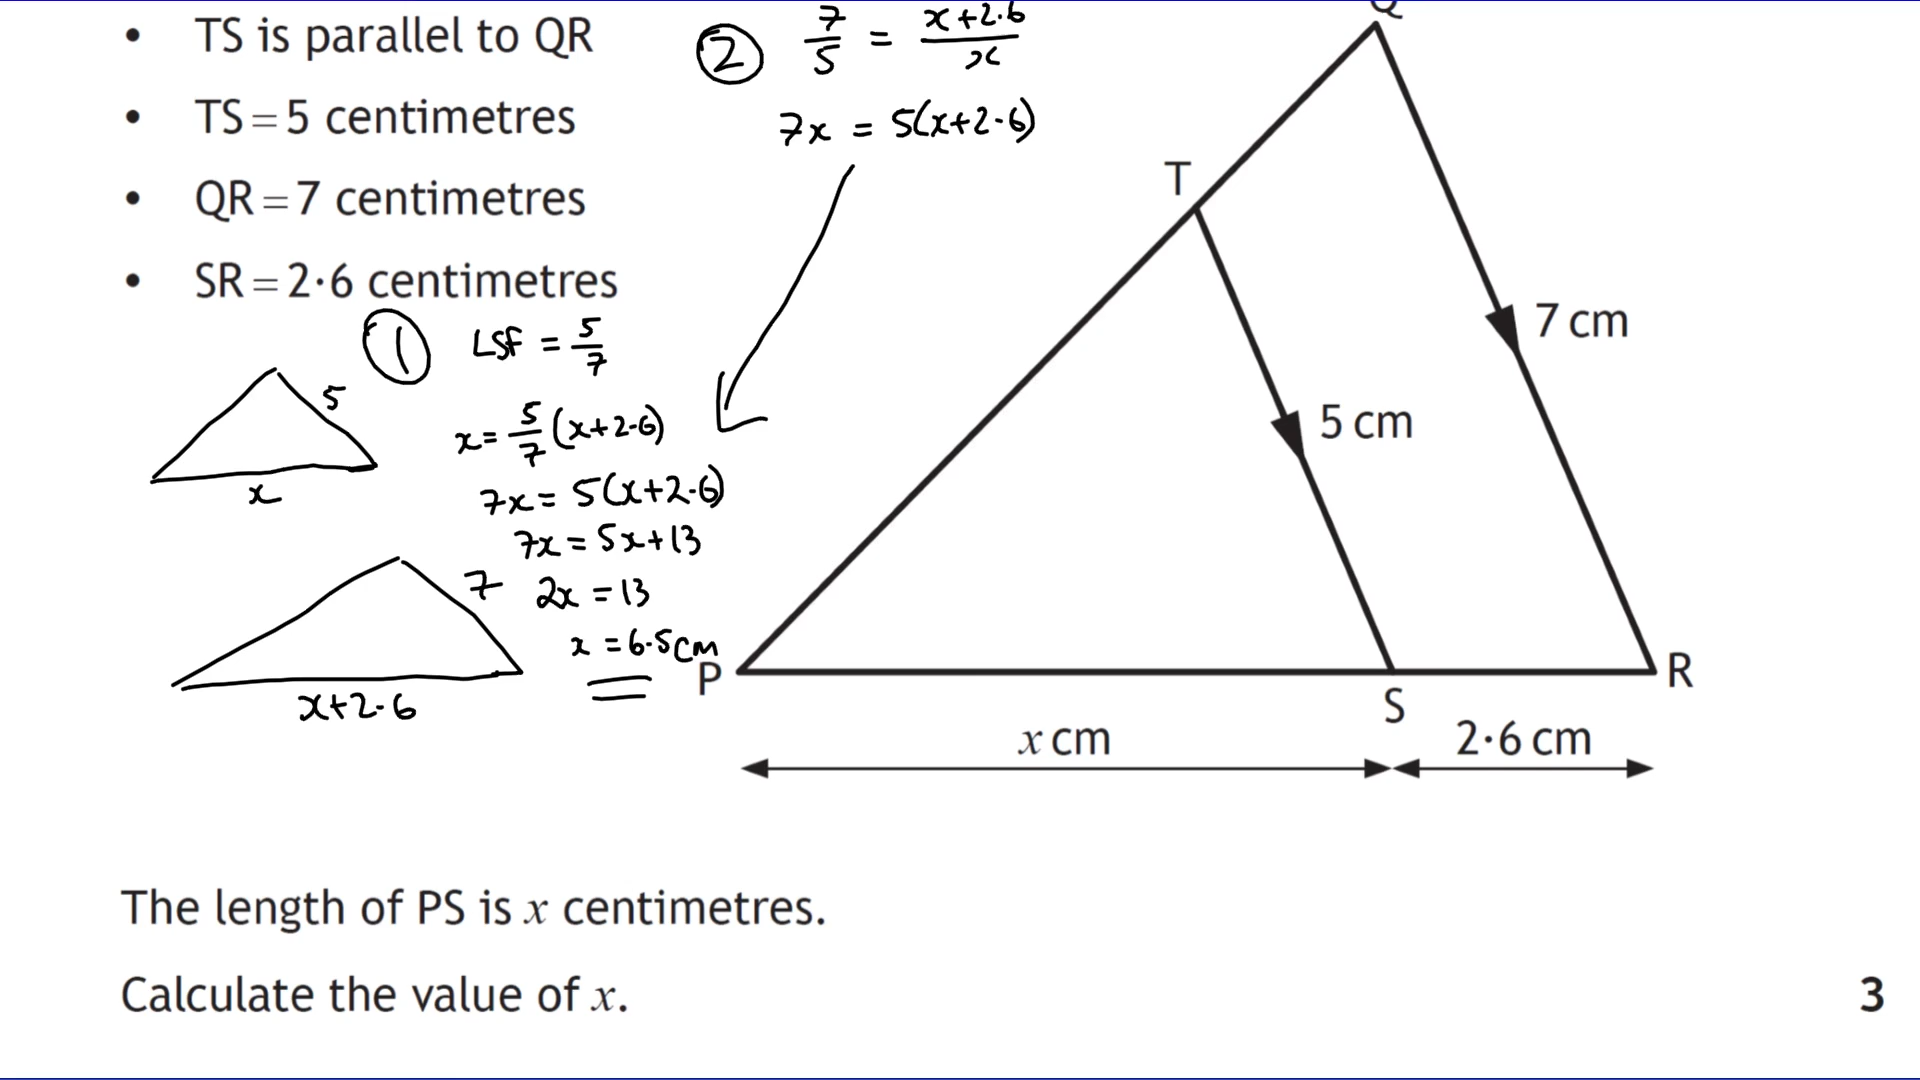 • TS is parallel to QR
• TS = 5 centimetres
• QR = 7 centimetres
• SR = 2·6 centimetres
② 7/5 = x+2·6/x
7x = 5(x+2·6)
① LSF = 5/7
x = 5/7 (x+2·6)
7x = 5(x+2·6)
7x = 5x+13
2x = 13
x = 6·5cm
5
x
7
x+2·6
Q
T
7 cm
5 cm
P
S
R
x cm
2·6 cm
The length of PS is x centimetres.
Calculate the value of x.
3